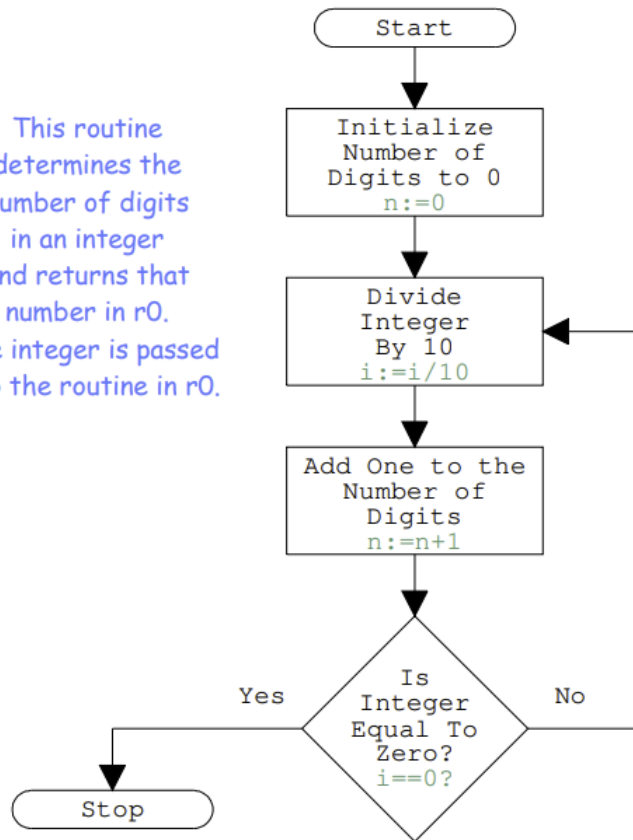 Start
Initialize
Number of
Digits to 0
n:=0
This routine
determines the
umber of digits
in an integer
nd returns that
number in r0.
e integer is passed
o the routine in r0.
Divide
Integer
By 10
i:=i/10
Add One to the
Number of
Digits
n:=n+1
Is
Integer
Equal To
Zero?
i==0?
Yes
No
Stop